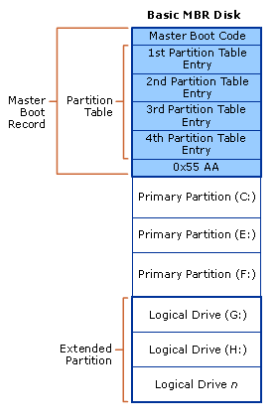 Basic MBR Disk
Master Boot Code
1st Partition Table
Entry
2nd Partition Table
Entry
3rd Partition Table
Entry
4th Partition Table
Entry
0x55 AA
Master
Boot
Record
Partition
Table
Primary Partition (C:)
Primary Partition (E:)
Primary Partition (F:)
Extended
Partition
Logical Drive (G:)
Logical Drive (H:)
Logical Drive n